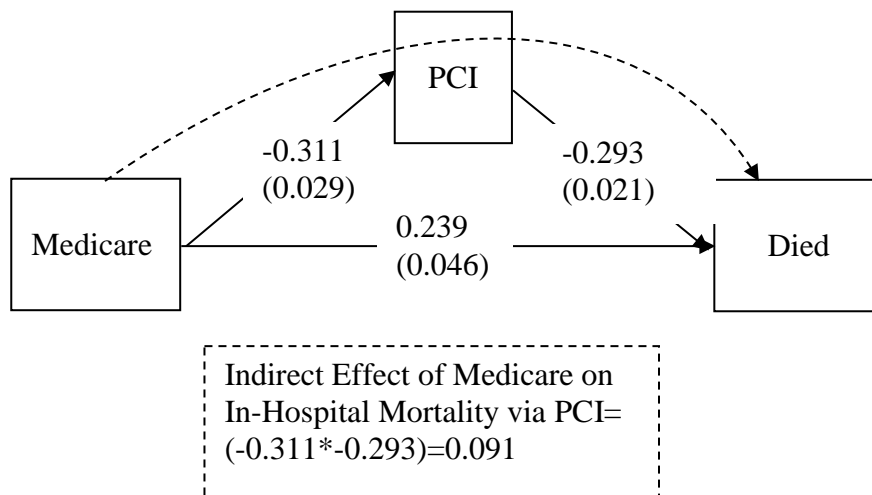 PCI
-0.311
(0.029)
-0.293
(0.021)
Medicare
0.239
(0.046)
Died
Indirect Effect of Medicare on
In-Hospital Mortality via PCI=
(-0.311*-0.293)=0.091